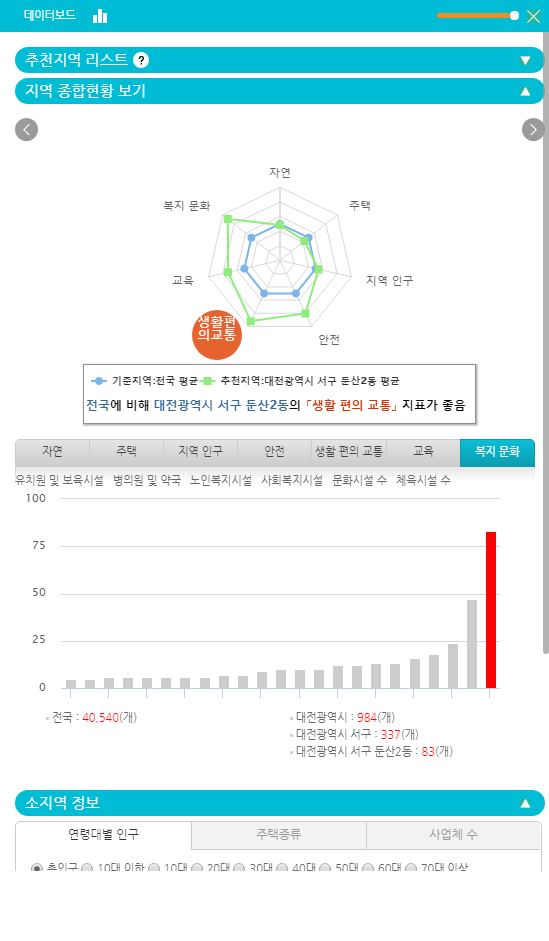 데이터보드
추천지역 리스트 ?
지역 종합현황 보기
자연
복지 문화
주택
교육
지역 인구
생활편
의교통
안전
기준지역:전국 평균 추천지역:대전광역시 서구 둔산2동 평균
전국에 비해 대전광역시 서구 둔산2동의 「생활 편의 교통」 지표가 좋음
자연 주택 지역 인구 안전 생활 편의 교통 교육 복지 문화
유치원 및 보육시설 병의원 및 약국 노인복지시설 사회복지시설 문화시설 수 체육시설 수
100
75
50
25
0
전국 : 40,540(개)
대전광역시 : 984(개)
대전광역시 서구 : 337(개)
대전광역시 서구 둔산2동 : 83(개)
소지역 정보
연령대별 인구 주택종류 사업체 수
총인구 10대 이하 10대 20대 30대 40대 50대 60대 70대 이상